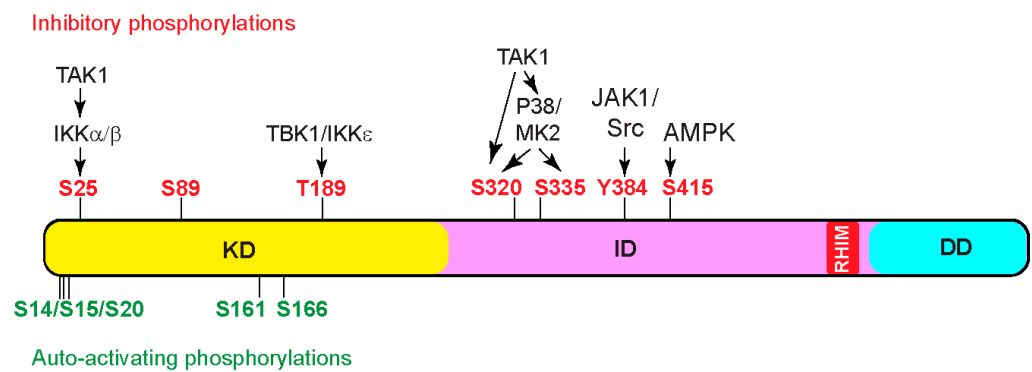 Inhibitory phosphorylations
TAK1
TAK1
P38/
MK2
JAK1/
Src
IKKα/β
TBK1/IKKε
AMPK
S25
S89
T189
S320
S335
Y384
S415
KD
ID
RHIM
DD
S14/S15/S20
S161
S166
Auto-activating phosphorylations